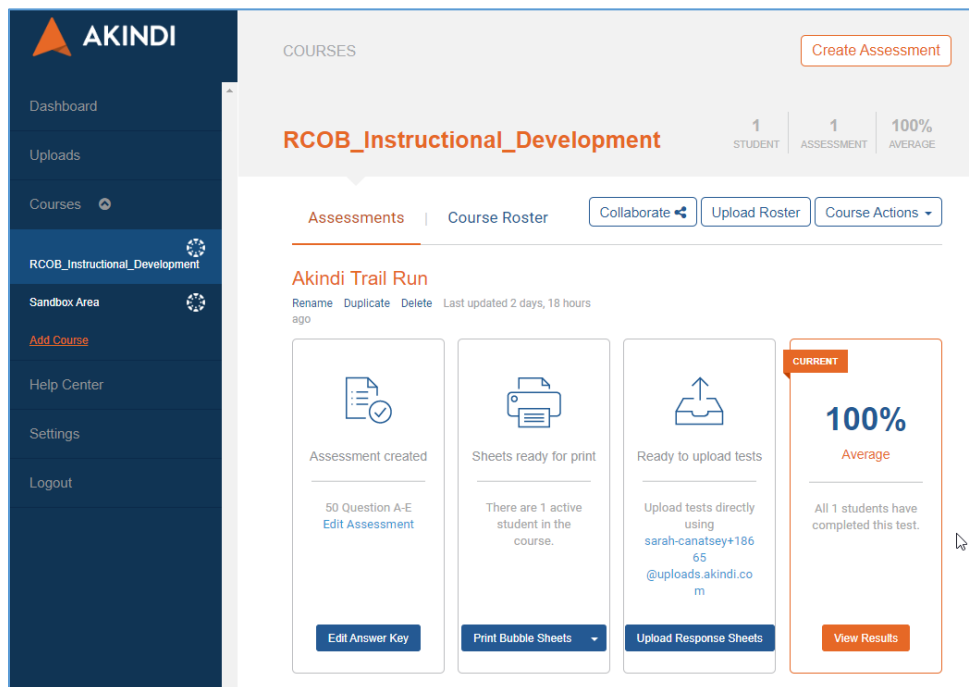 AKINDI
Dashboard
Uploads
Courses
RCOB_Instructional_Development
Sandbox Area
Add Course
Help Center
Settings
Logout
COURSES
Create Assessment
RCOB_Instructional_Development
1
STUDENT
1
ASSESSMENT
100%
AVERAGE
Assessments | Course Roster
Collaborate
Upload Roster
Course Actions
Akindi Trail Run
Rename Duplicate Delete Last updated 2 days, 18 hours
ago
Assessment created
50 Question A-E
Edit Assessment
Edit Answer Key
Sheets ready for print
There are 1 active
student in the
course.
Print Bubble Sheets
Ready to upload tests
Upload tests directly
using
sarah-canatsey+186
65
@uploads.akindi.co
m
Upload Response Sheets
CURRENT
100%
Average
All 1 students have
completed this test.
View Results